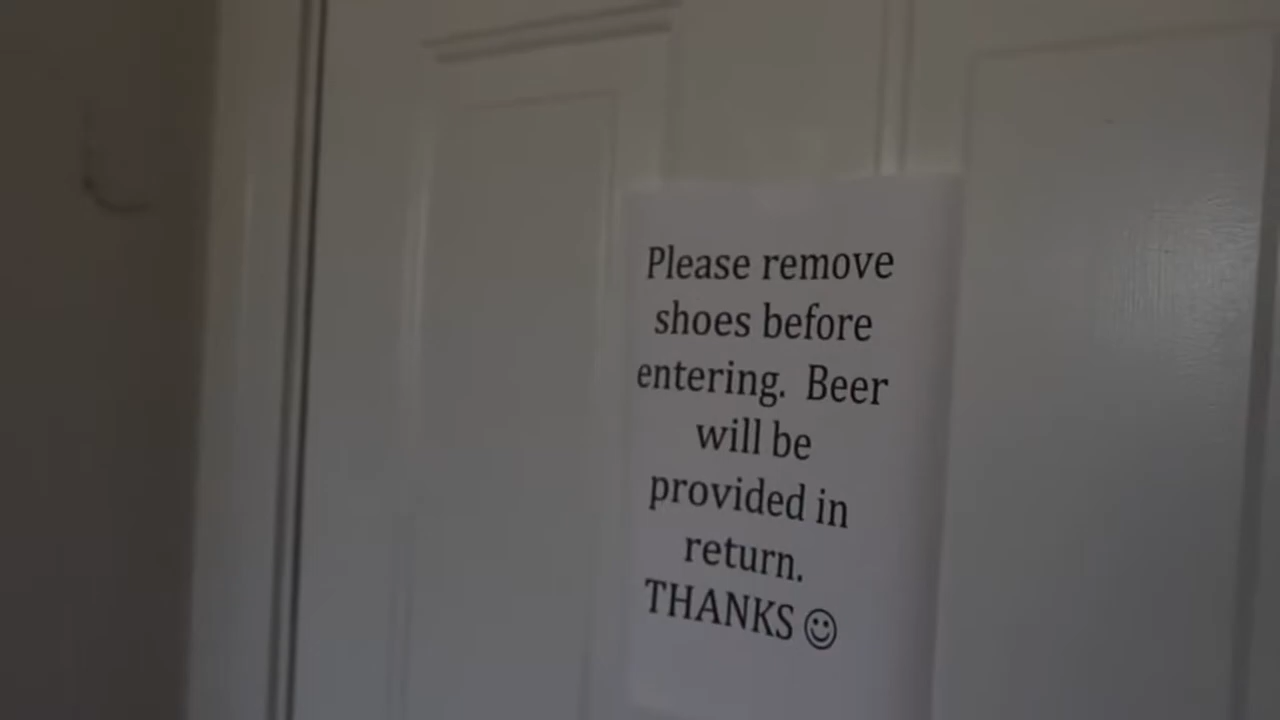 Please remove
shoes before
entering.  Beer
will be
provided in
return.
THANKS ☺